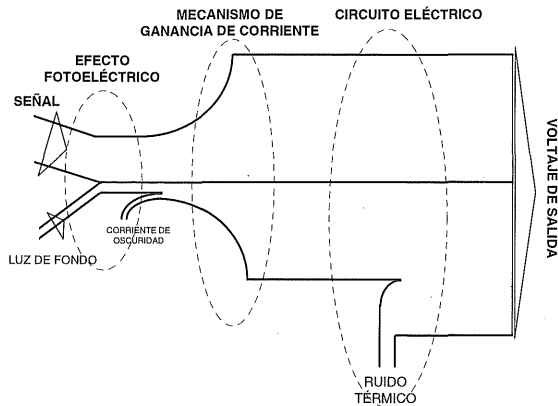 MECANISMO DE
GANANCIA DE CORRIENTE
CIRCUITO ELÉCTRICO
EFECTO
FOTOELÉCTRICO
SEÑAL
VOLTAJE DE SALIDA
CORRIENTE DE
OSCURIDAD
LUZ DE FONDO
RUIDO
TÉRMICO